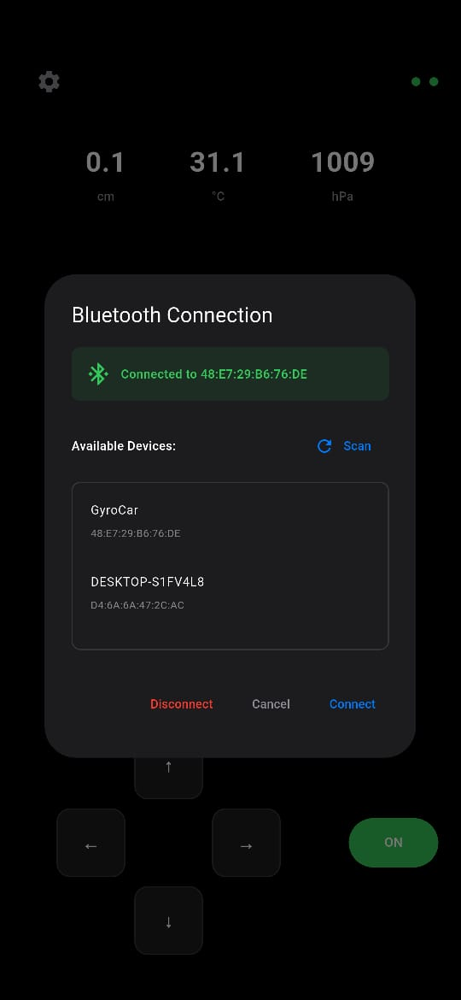 0.1 31.1 1009
cm °C hPa
Bluetooth Connection
Connected to 48:E7:29:B6:76:DE
Available Devices: Scan
GyroCar
48:E7:29:B6:76:DE
DESKTOP-S1FV4L8
D4:6A:6A:47:2C:AC
Disconnect Cancel Connect
↑
← → ON
↓